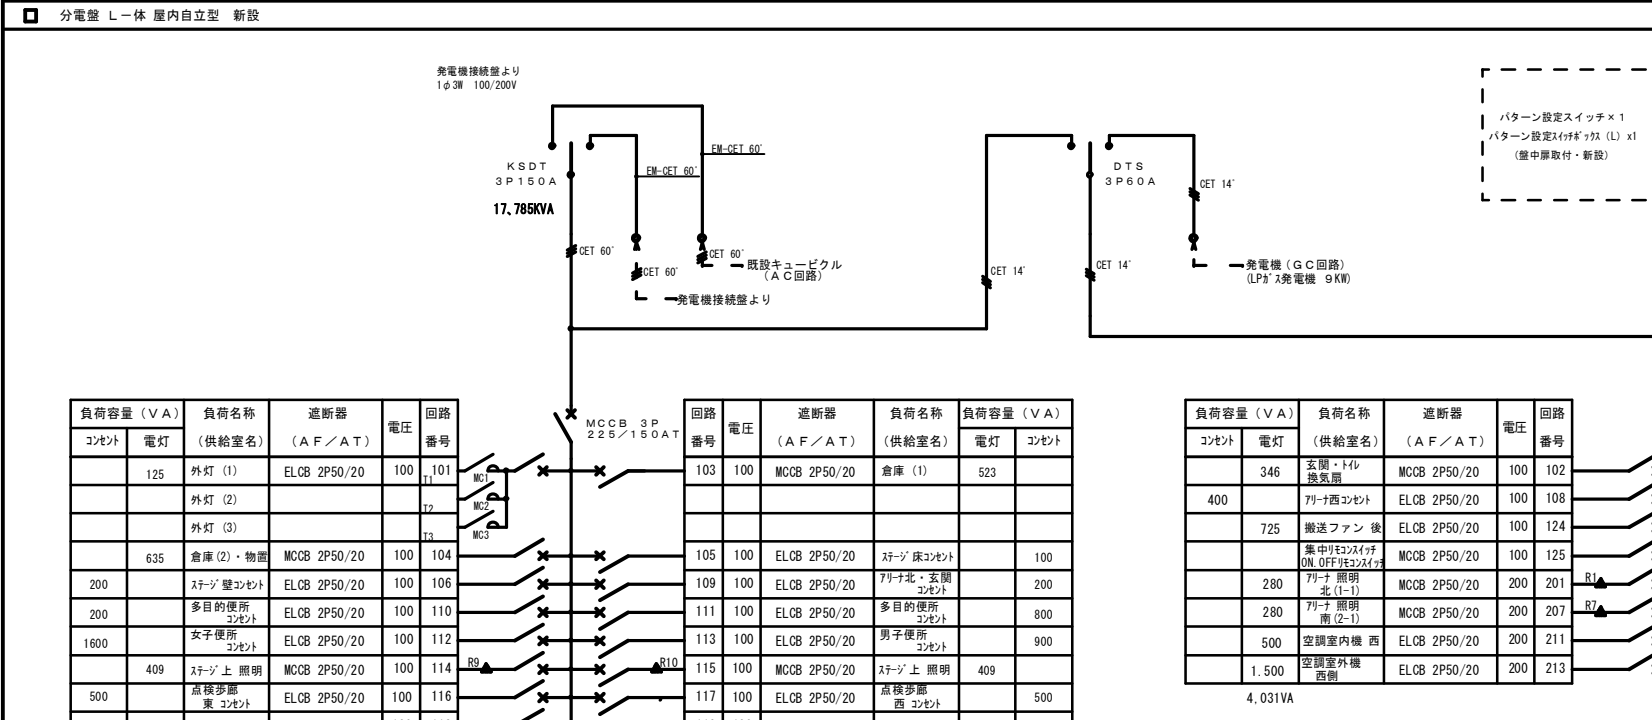 分電盤 L－体 屋内自立型 新設
発電機接続盤より
1φ3W 100/200V
KSDT
3P150A
17,785KVA
EM-CET 60°
EM-CET 60°
CET 60°
CET 60°
CET 60°
既設キュービクル
(AC回路)
発電機接続盤より
DTS
3P60A
CET 14°
CET 14°
CET 14°
発電機(GC回路)
(LPガス発電機 9KW)
パターン設定スイッチ×1
パターン設定スイッチボックス(L) x1
(盤中扉取付・新設)
MCCB 3P
225/150AT
負荷容量(VA) 負荷名称 遮断器 電圧 回路
コンセント 電灯 (供給室名) (AF/AT) 番号
125 外灯(1) ELCB 2P50/20 100 101 T1 MC1
外灯(2) T2 MC2
外灯(3) T3 MC3
635 倉庫(2)・物置 MCCB 2P50/20 100 104
200 ステージ壁コンセント ELCB 2P50/20 100 106
200 多目的便所 コンセント ELCB 2P50/20 100 110
1600 女子便所 コンセント ELCB 2P50/20 100 112
409 ステージ上 照明 MCCB 2P50/20 100 114 R9
500 点検歩廊 東 コンセント ELCB 2P50/20 100 116
回路 電圧 遮断器 負荷名称 負荷容量(VA)
番号 (AF/AT) (供給室名) 電灯 コンセント
103 100 MCCB 2P50/20 倉庫(1) 523
105 100 ELCB 2P50/20 ステージ床コンセント 100
109 100 ELCB 2P50/20 アリーナ北・玄関 コンセント 200
111 100 ELCB 2P50/20 多目的便所 コンセント 800
113 100 ELCB 2P50/20 男子便所 コンセント 900
R10 115 100 MCCB 2P50/20 ステージ上 照明 409
117 100 ELCB 2P50/20 点検歩廊 西 コンセント 500
負荷容量(VA) 負荷名称 遮断器 電圧 回路
コンセント 電灯 (供給室名) (AF/AT) 番号
346 玄関・トイレ 換気扇 MCCB 2P50/20 100 102
400 アリーナ西コンセント ELCB 2P50/20 100 108
725 搬送ファン 後 ELCB 2P50/20 100 124
集中リモコンスイッチ ON.OFFリモコンスイッチ MCCB 2P50/20 100 125
280 アリーナ 照明 北(1-1) MCCB 2P50/20 200 201 R1
280 アリーナ 照明 南(2-1) MCCB 2P50/20 200 207 R7
500 空調室内機 西 ELCB 2P50/20 200 211
1.500 空調室外機 西側 ELCB 2P50/20 200 213
4,031VA